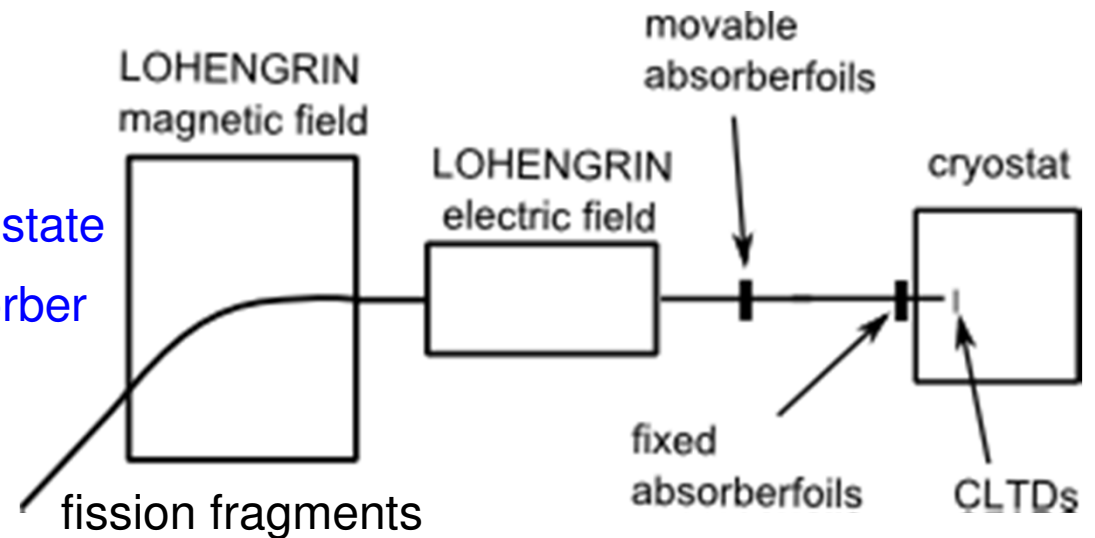 movable
absorberfoils
LOHENGRIN
magnetic field
LOHENGRIN
electric field
cryostat
state
rber
fixed
absorberfoils
CLTDs
fission fragments